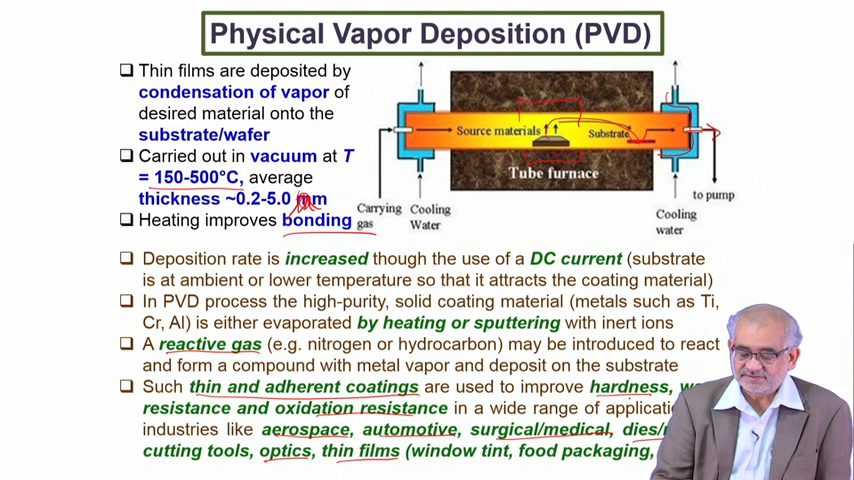 Physical Vapor Deposition (PVD)
❑ Thin films are deposited by
condensation of vapor of
desired material onto the
substrate/wafer
❑ Carried out in vacuum at T
= 150-500°C, average
thickness ~0.2-5.0
❑ Heating improves bonding
Source materials
Substrate
Tube furnace
Carrying
gas
Cooling
Water
to pump
Cooling
water
❑ Deposition rate is increased though the use of a DC current (substrate
is at ambient or lower temperature so that it attracts the coating material)
❑ In PVD process the high-purity, solid coating material (metals such as Ti,
Cr, Al) is either evaporated by heating or sputtering with inert ions
❑ A reactive gas (e.g. nitrogen or hydrocarbon) may be introduced to react
and form a compound with metal vapor and deposit on the substrate
❑ Such thin and adherent coatings are used to improve hardness,
resistance and oxidation resistance in a wide range of
industries like aerospace, automotive, surgical/medical,
cutting tools, optics, thin films (window tint, food packaging,